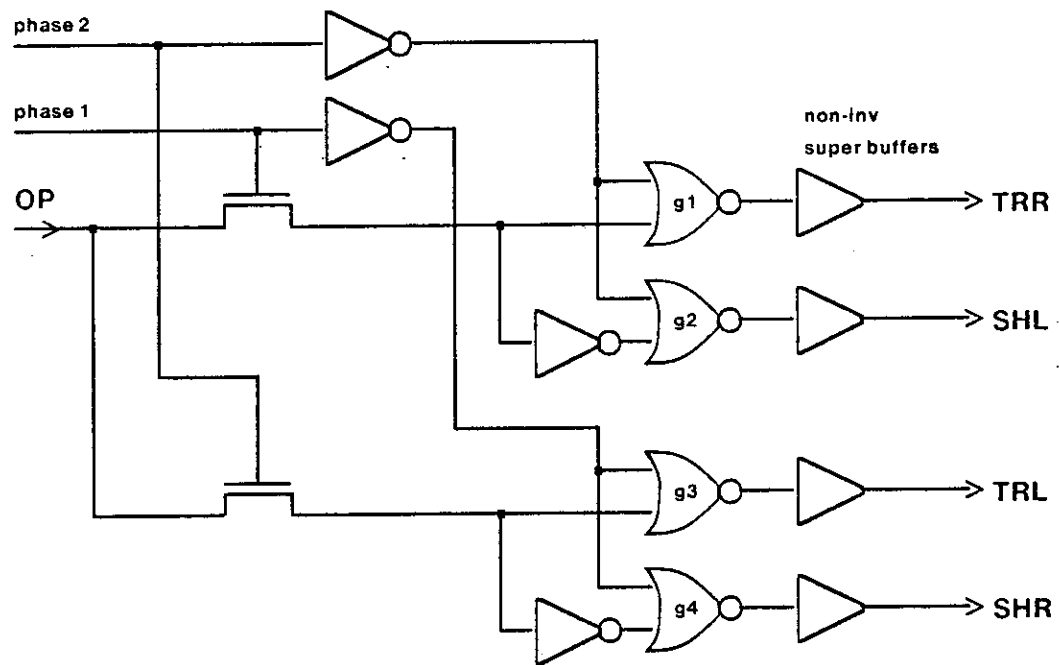 phase 2
phase 1
non-inv
super buffers
OP
g1
TRR
g2
SHL
g3
TRL
g4
SHR